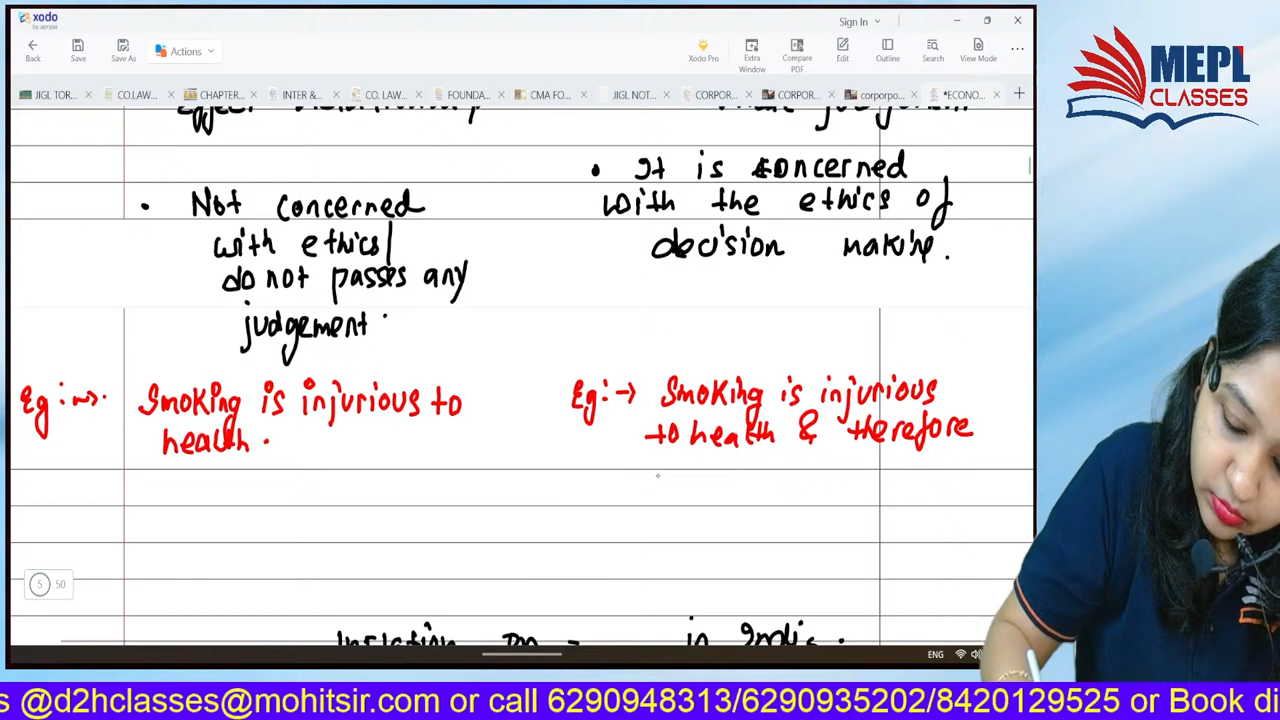 xodo
by apryse
Sign In
Back
Save
Save As
Actions
Xodo Pro
Extra Window
Compare PDF
Edit
Outline
Search
View Mode
JIGL TOR...
CO.LAW...
CHAPTER...
INTER &...
FOUNDA...
CMA FO...
JIGL NOT...
CORPOR...
CORPOR...
corporpo...
*ECONO...
MEPL
CLASSES
• Not concerned
with ethics/
do not passes any
judgement.
• It is concerned
with the ethics of
decision making.
Eg:→. Smoking is injurious to
health.
Eg:→ Smoking is injurious
to health & therefore
5 50
Inflation
in India.
ENG
s @d2hclasses@mohitsir.com or call 6290948313/6290935202/8420129525 or Book di